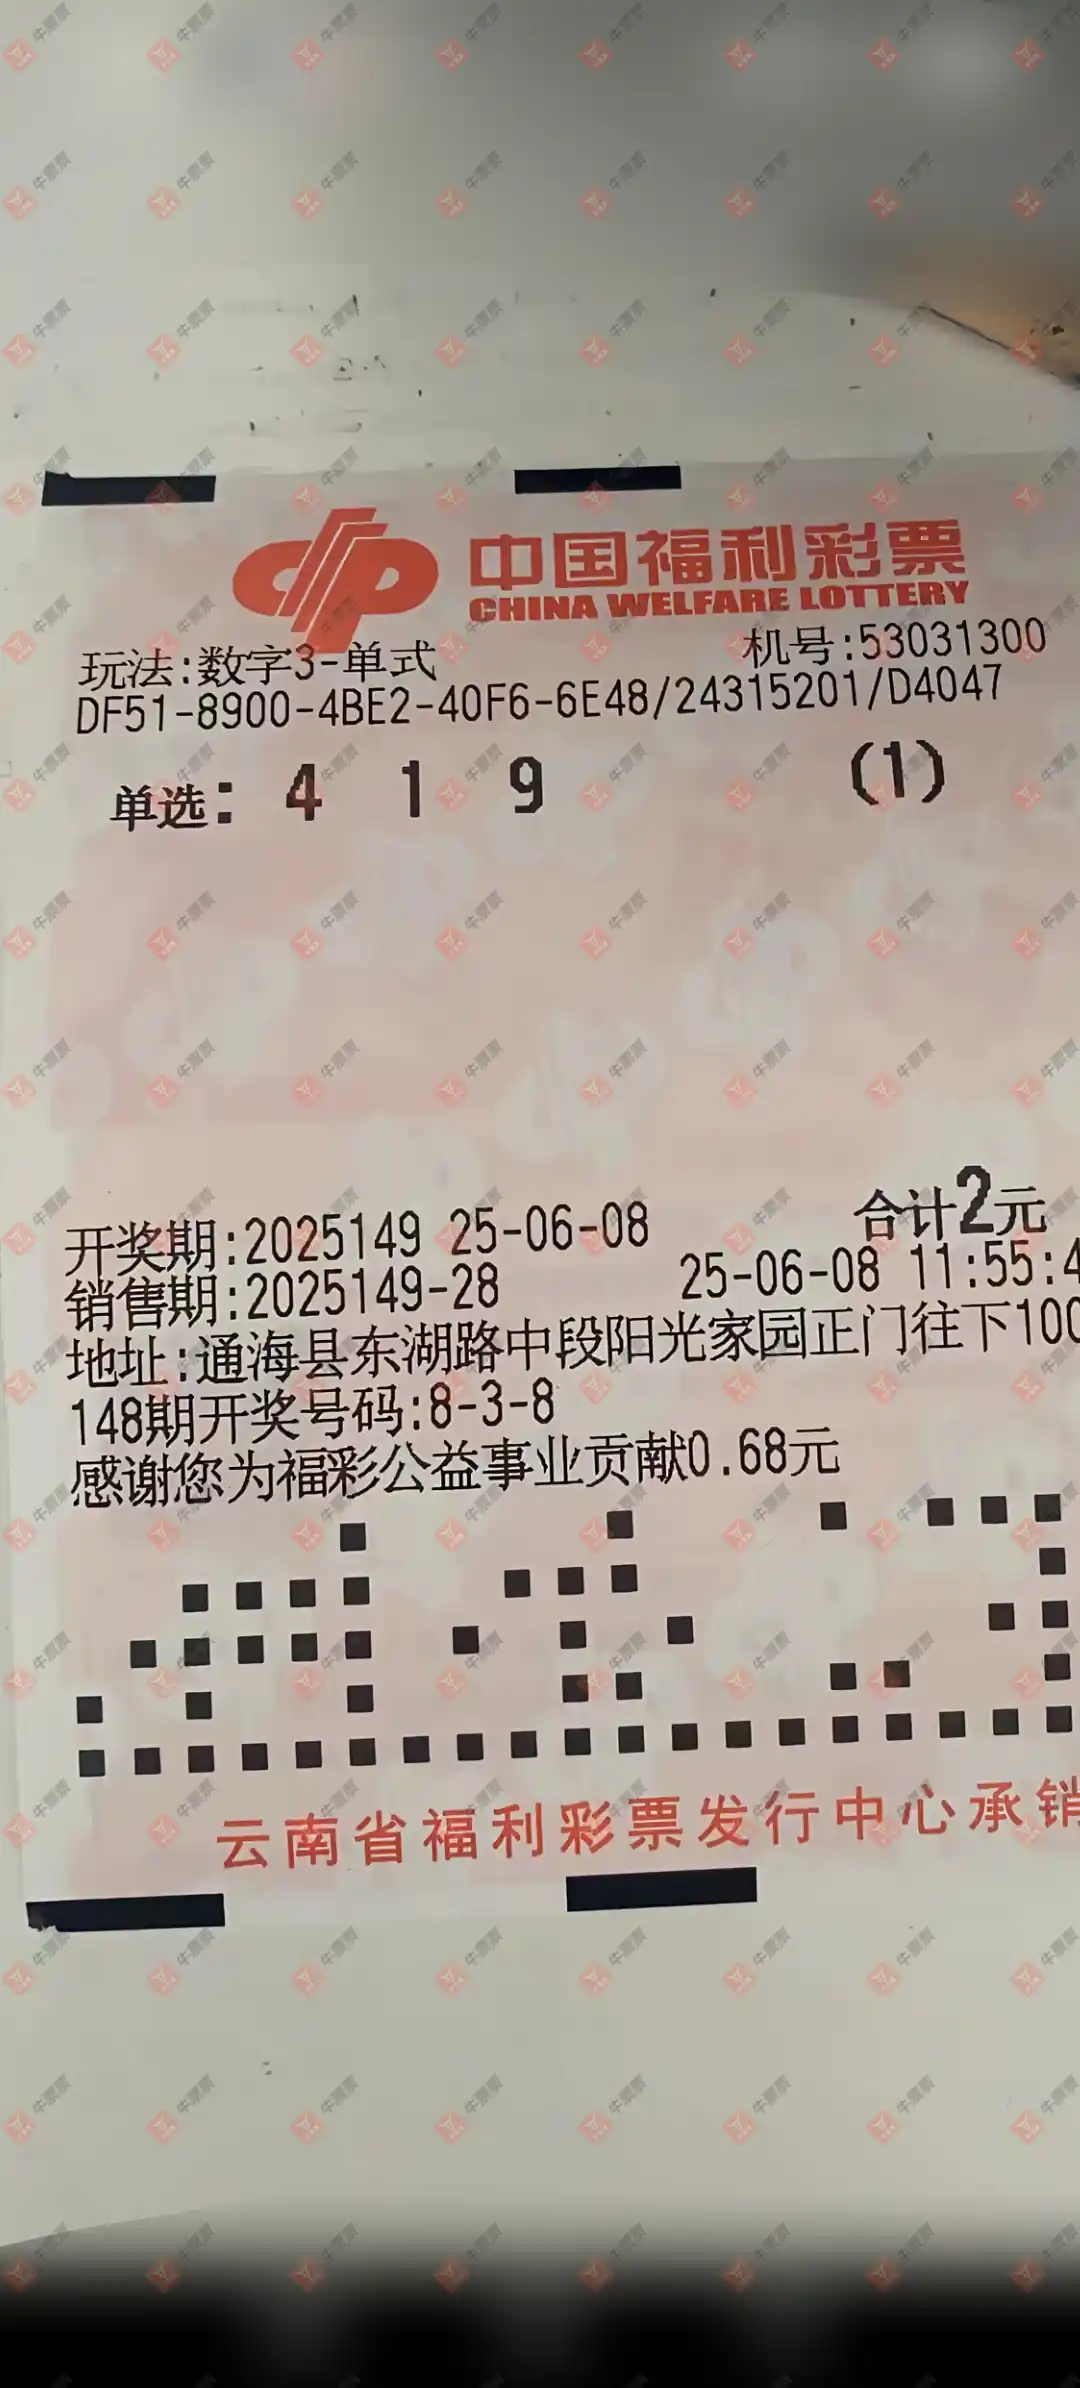 中国福利彩票
CHINA WELFARE LOTTERY
玩法:数字3-单式 机号:53031300
DF51-8900-4BE2-40F6-6E48/24315201/D4047
单选: 4 1 9 (1)
合计2元
开奖期:2025149 25-06-08
销售期:2025149-28 25-06-08 11:55:4
地址:通海县东湖路中段阳光家园正门往下100
148期开奖号码:8-3-8
感谢您为福彩公益事业贡献0.68元
云南省福利彩票发行中心承销
牛票票